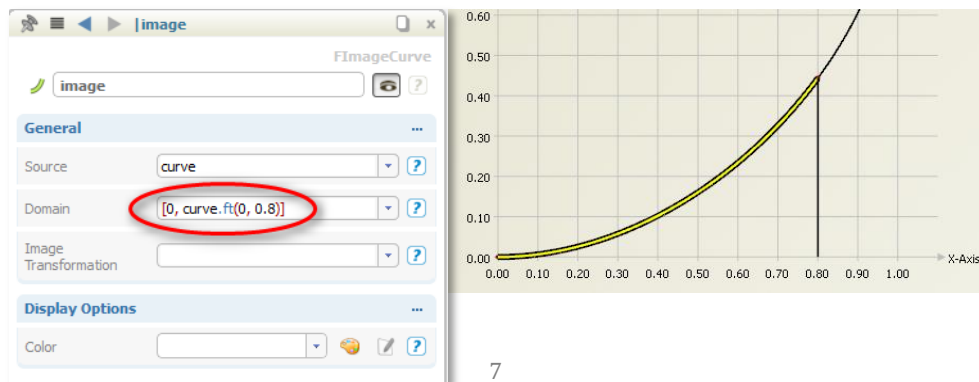 |image
FImageCurve
image
General
Source
curve
Domain
[0, curve.ft(0, 0.8)]
Image
Transformation
Display Options
Color
0.60
0.50
0.40
0.30
0.20
0.10
0.00
0.00 0.10 0.20 0.30 0.40 0.50 0.60 0.70 0.80 0.90 1.00
X-Axis
7